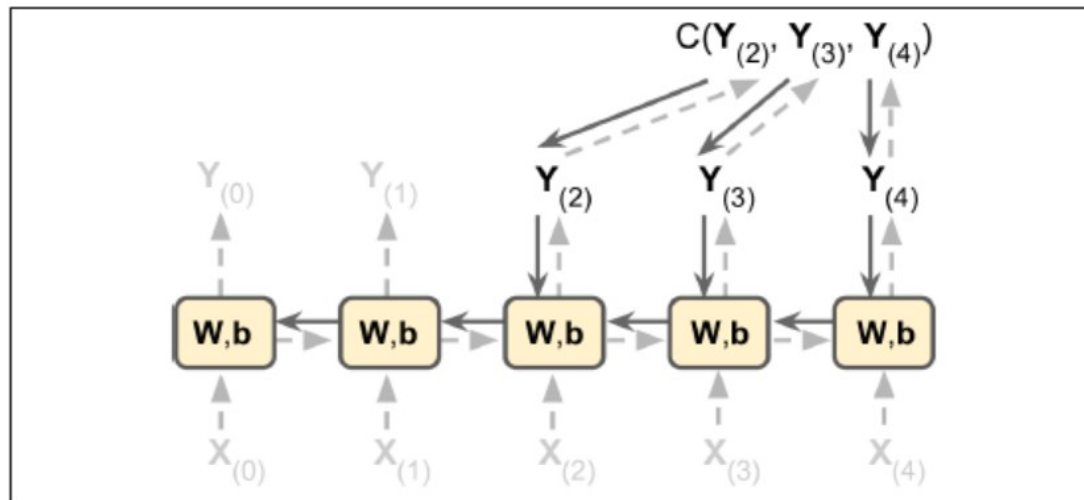 C(Y(2), Y(3), Y(4))
Y(0) Y(1) Y(2) Y(3) Y(4)
W,b W,b W,b W,b W,b
X(0) X(1) X(2) X(3) X(4)